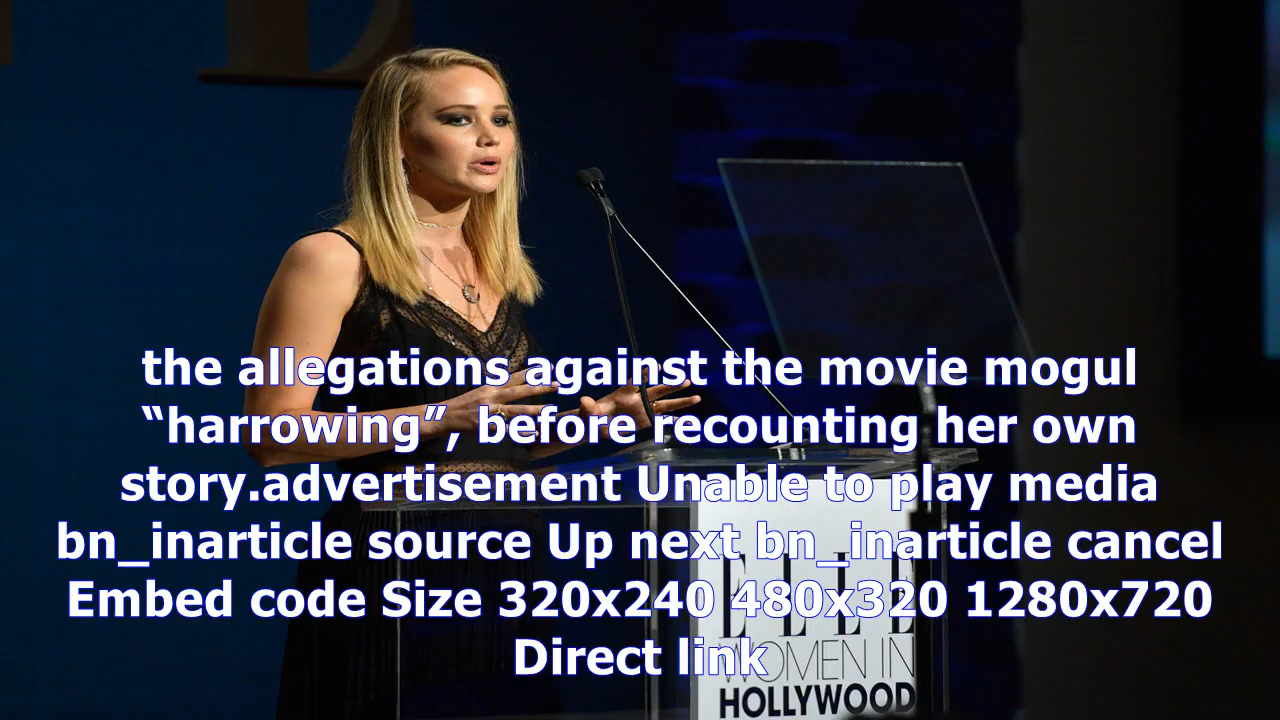 the allegations against the movie mogul
“harrowing”, before recounting her own
story.advertisement Unable to play media
bn_inarticle source Up next bn_inarticle cancel
Embed code Size 320x240 480x320 1280x720
Direct link
ELLE
WOMEN IN
HOLLYWOOD